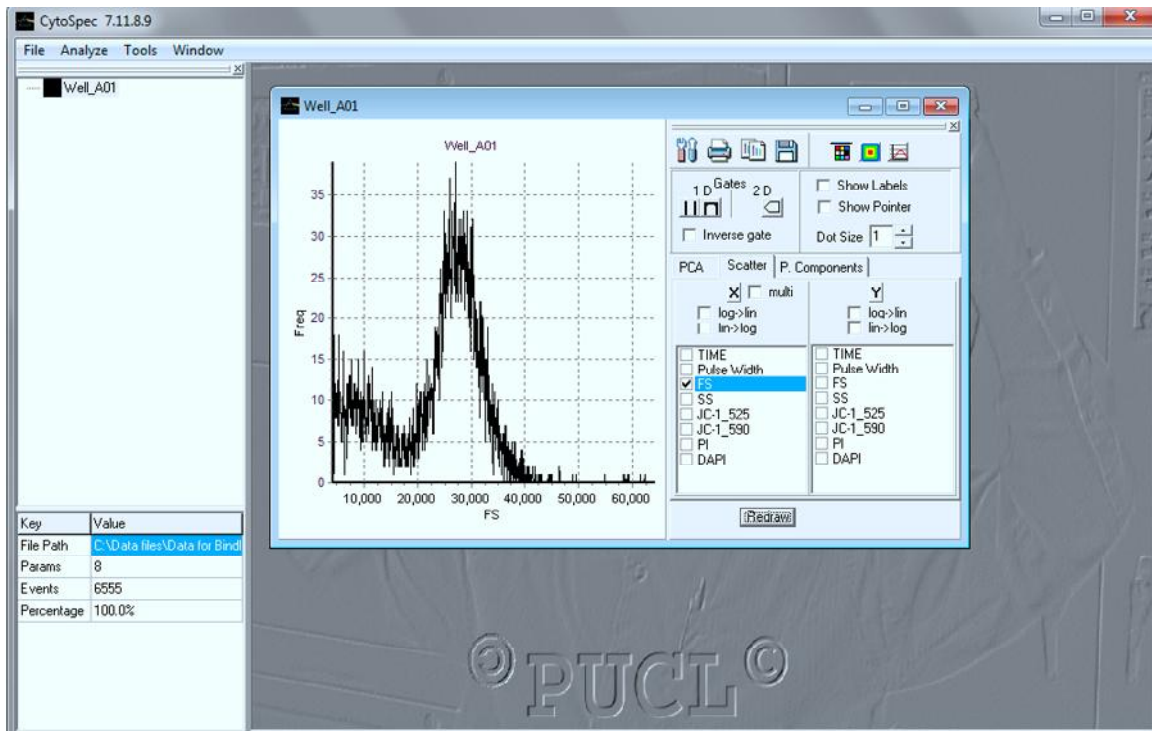 CytoSpec 7.11.8.9
File Analyze Tools Window
Well_A01
Well_A01
Well_A01
35
30
25
20
15
10
5
0
Freq
10,000 20,000 30,000 40,000 50,000 60,000
FS
1 D Gates 2 D
Inverse gate
Show Labels
Show Pointer
Dot Size 1
PCA Scatter P. Components
X multi
log->lin
lin->log
Y
log->lin
lin->log
TIME
Pulse Width
FS
SS
JC-1_525
JC-1_590
PI
DAPI
TIME
Pulse Width
FS
SS
JC-1_525
JC-1_590
PI
DAPI
Redraw
Key Value
File Path C:\Data files\Data for Bindl
Params 8
Events 6555
Percentage 100.0%
© PUCL ©